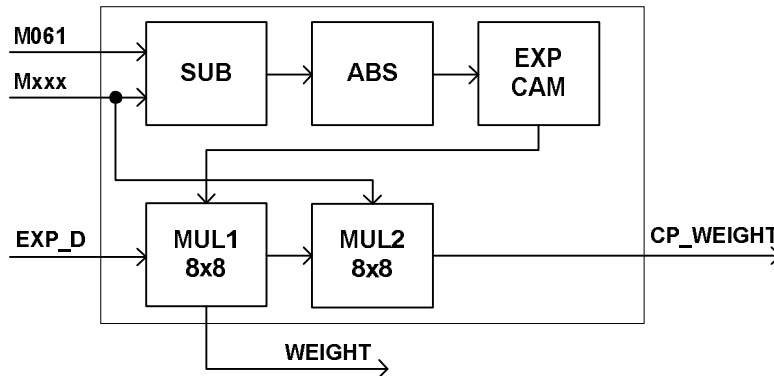 M061
Mxxx
SUB
ABS
EXP
CAM
EXP_D
MUL1
8x8
MUL2
8x8
CP_WEIGHT
WEIGHT